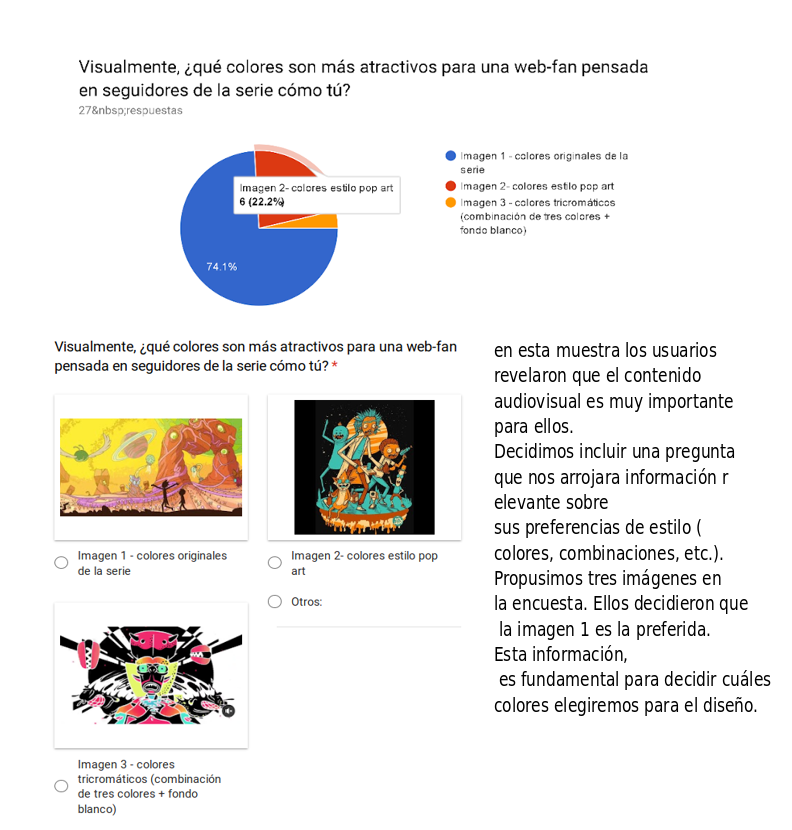 Visualmente, ¿qué colores son más atractivos para una web-fan pensada
en seguidores de la serie cómo tú?
27&nbsp;respuestas
Imagen 2- colores estilo pop art
6 (22.2%)
74.1%
Imagen 1 - colores originales de la
serie
Imagen 2- colores estilo pop art
Imagen 3 - colores tricromáticos
(combinación de tres colores +
fondo blanco)
Visualmente, ¿qué colores son más atractivos para una web-fan
pensada en seguidores de la serie cómo tú? *
Imagen 1 - colores originales
de la serie
Imagen 2- colores estilo pop
art
Otros:
Imagen 3 - colores
tricromáticos (combinación
de tres colores + fondo
blanco)
en esta muestra los usuarios
revelaron que el contenido
audiovisual es muy importante
para ellos.
Decidimos incluir una pregunta
que nos arrojara información r
elevante sobre
sus preferencias de estilo (
colores, combinaciones, etc.).
Propusimos tres imágenes en
la encuesta. Ellos decidieron que
la imagen 1 es la preferida.
Esta información,
es fundamental para decidir cuáles
colores elegiremos para el diseño.